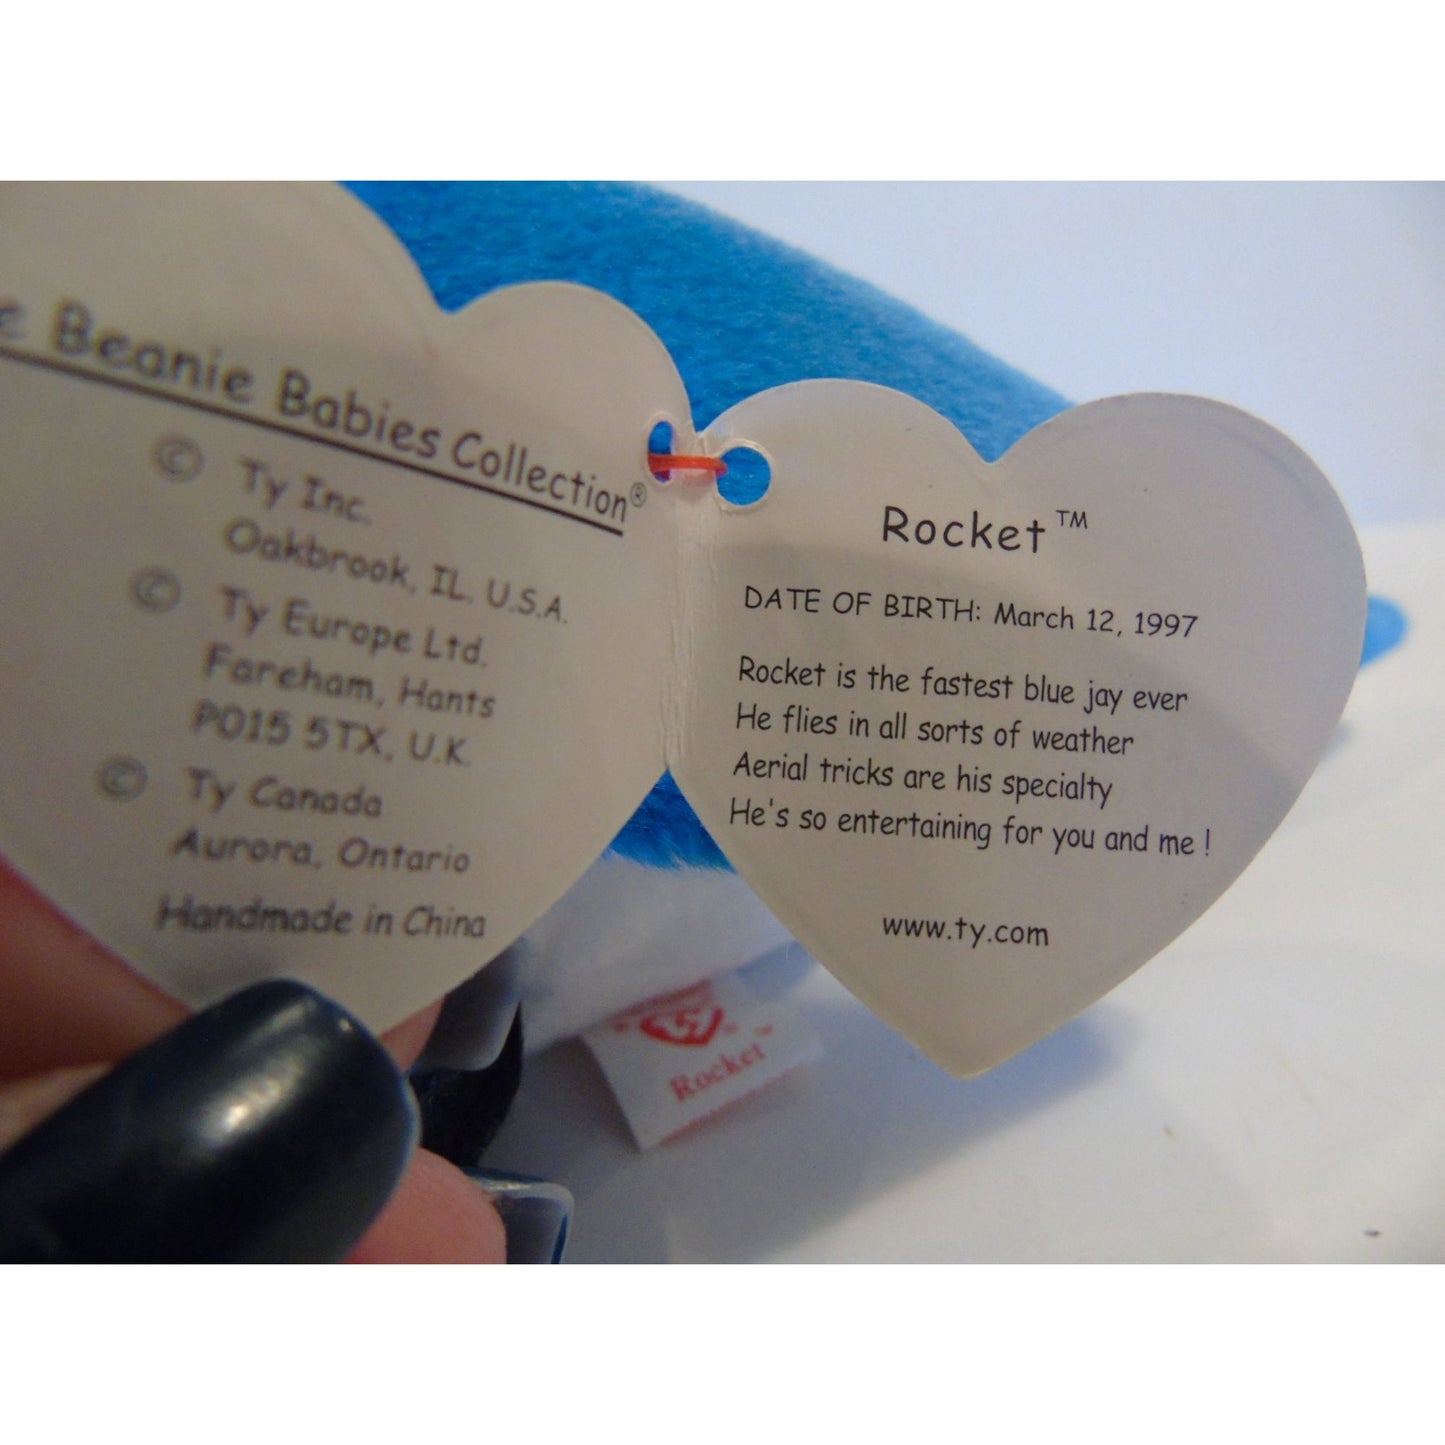 e Beanie Babies Collection®
© Ty Inc.
Oakbrook, IL. U.S.A.
© Ty Europe Ltd.
Fareham, Hants
PO15 5TX, U.K.
© Ty Canada
Aurora, Ontario
Handmade in China
Rocket™
DATE OF BIRTH: March 12, 1997
Rocket is the fastest blue jay ever
He flies in all sorts of weather
Aerial tricks are his specialty
He's so entertaining for you and me !
www.ty.com
ty
Rocket™